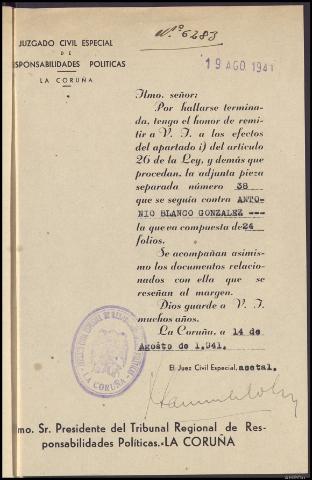 Nº 6283
JUZGADO CIVIL ESPECIAL
DE
SPONSABILIDADES POLITICAS
LA CORUÑA
19 AGO. 1941
Ilmo. señor:
Por hallarse termina-
da, tengo el honor de remi-
tir a V. I. a los efectos
del apartado i) del artículo
26 de la Ley, y demás que
procedan, la adjunta pieza
separada número 38
que se seguía contra ANTO-
NIO BLANCO GONZALEZ ---
la que va compuesta de 24
folios.
Se acompañan asimis-
mo los documentos relacio-
nados con ella que se
reseñan al margen.
Dios guarde a V. I.
muchos años.
La Coruña, a 14 de
Agosto de 1.941.
El Juez Civil Especial, acctal.
LA CORUÑA
mo. Sr. Presidente del Tribunal Regional de Res-
ponsabilidades Políticas.-LA CORUÑA